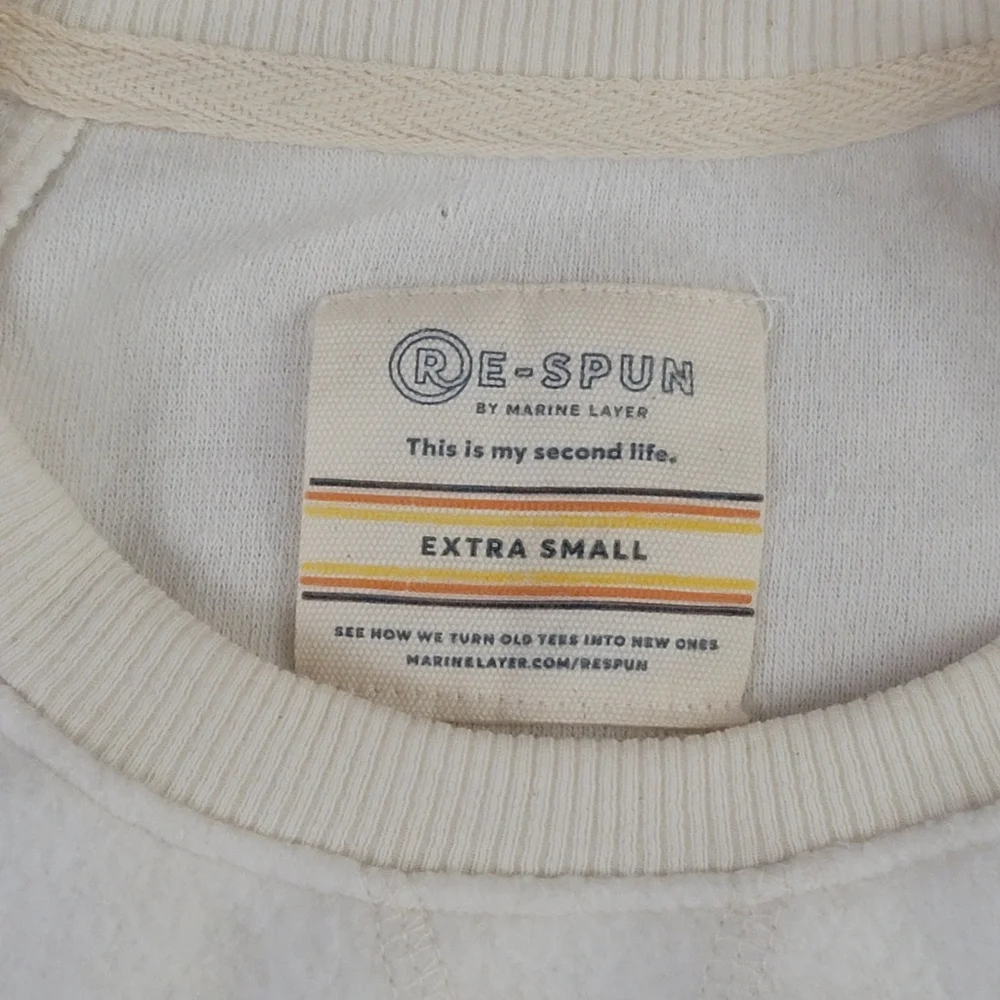 RE-SPUN
BY MARINE LAYER
This is my second life.
EXTRA SMALL
SEE HOW WE TURN OLD TEES INTO NEW ONES
MARINELAYER.COM/RESPUN